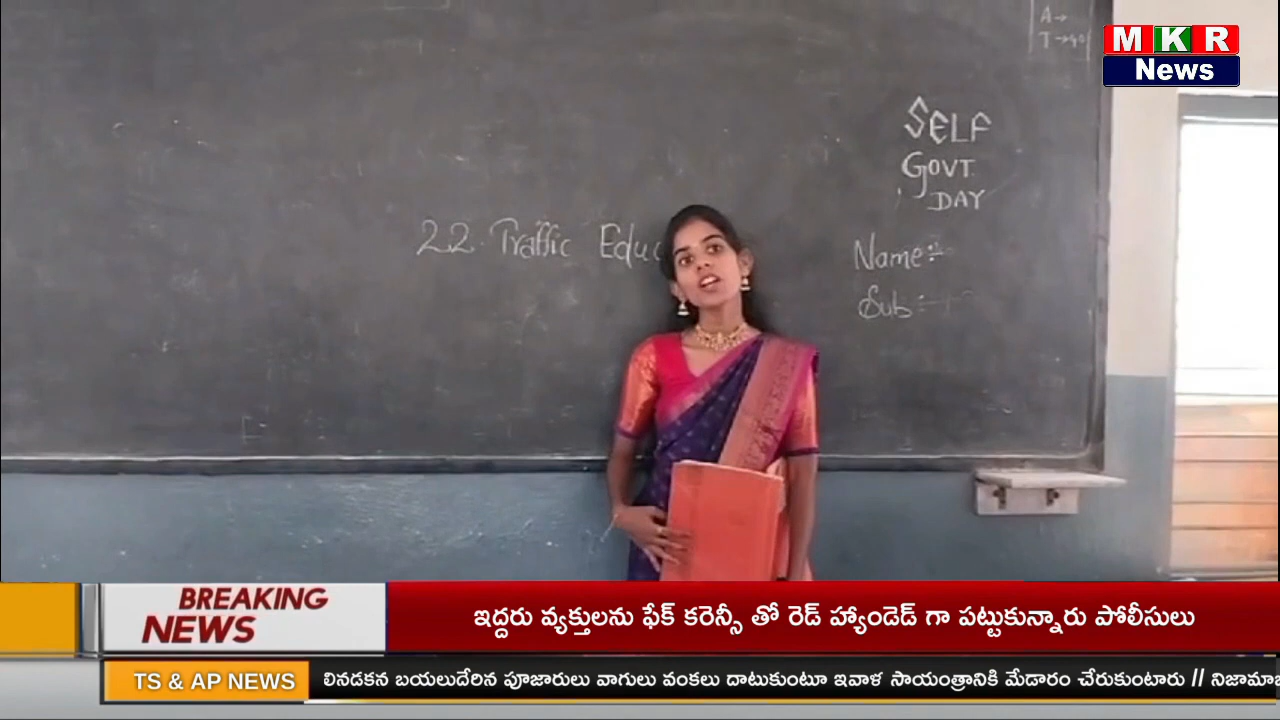 A→
T→40
MKR
News
SELF
GOVT
DAY
22. Traffic Educ
Name:-
Sub:-
BREAKING
NEWS
ఇద్దరు వ్యక్తులను ఫేక్ కరెన్సీ తో రెడ్ హ్యాండెడ్ గా పట్టుకున్నారు పోలీసులు
TS & AP NEWS
లినడకన బయలుదేరిన పూజారులు వాగులు వంకలు దాటుకుంటూ ఇవాళ సాయంత్రానికి మేడారం చేరుకుంటారు // నిజామాబ